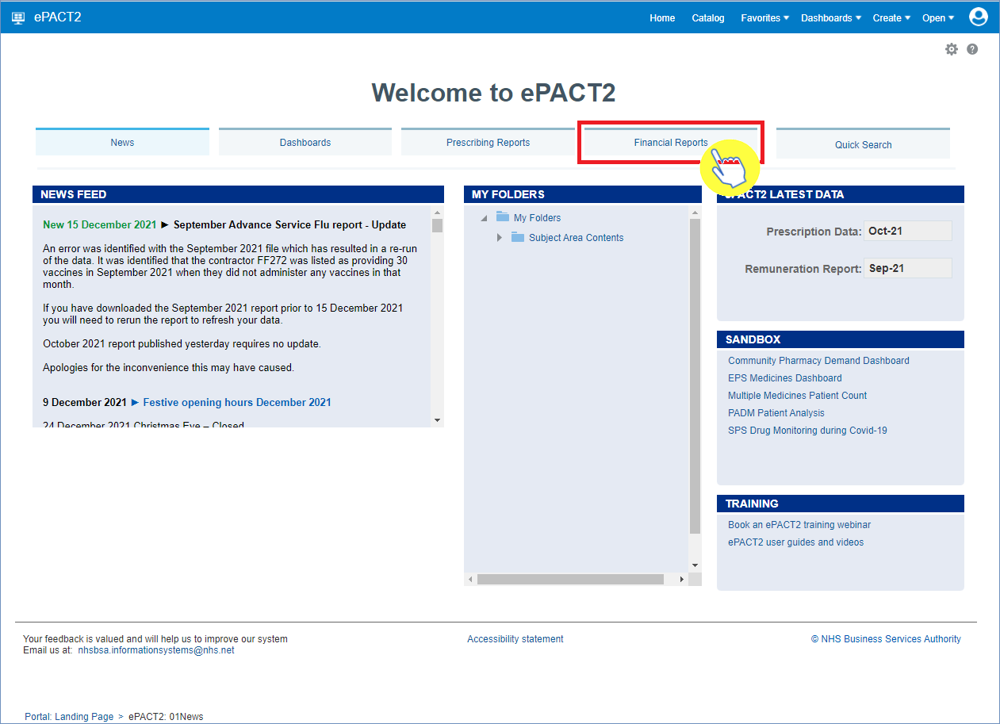 ePACT2
Home Catalog Favorites Dashboards Create Open
Welcome to ePACT2
News Dashboards Prescribing Reports Financial Reports Quick Search
NEWS FEED
New 15 December 2021 ► September Advance Service Flu report - Update
An error was identified with the September 2021 file which has resulted in a re-run
of the data. It was identified that the contractor FF272 was listed as providing 30
vaccines in September 2021 when they did not administer any vaccines in that
month.
If you have downloaded the September 2021 report prior to 15 December 2021
you will need to rerun the report to refresh your data.
October 2021 report published yesterday requires no update.
Apologies for the inconvenience this may have caused.
9 December 2021 ► Festive opening hours December 2021
24 December 2021 Christmas Eve – Closed
MY FOLDERS
My Folders
Subject Area Contents
ePACT2 LATEST DATA
Prescription Data: Oct-21
Remuneration Report: Sep-21
SANDBOX
Community Pharmacy Demand Dashboard
EPS Medicines Dashboard
Multiple Medicines Patient Count
PADM Patient Analysis
SPS Drug Monitoring during Covid-19
TRAINING
Book an ePACT2 training webinar
ePACT2 user guides and videos
Your feedback is valued and will help us to improve our system
Email us at: nhsbsa.informationsystems@nhs.net
Accessibility statement
© NHS Business Services Authority
Portal: Landing Page > ePACT2: 01News